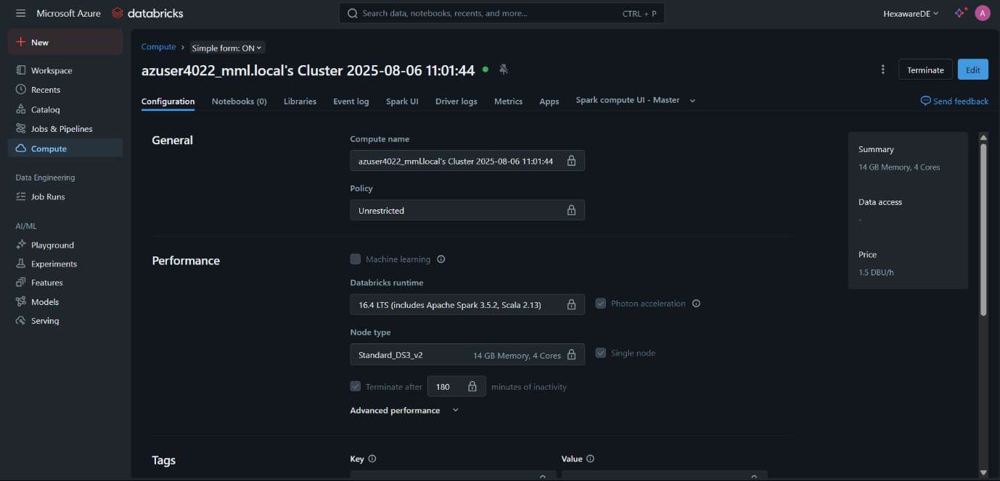 Microsoft Azure databricks
Search data, notebooks, recents, and more... CTRL + P
HexawareDE
A
New
Workspace
Recents
Catalog
Jobs & Pipelines
Compute
Data Engineering
Job Runs
AI/ML
Playground
Experiments
Features
Models
Serving
Compute › Simple form: ON
azuser4022_mml.local's Cluster 2025-08-06 11:01:44
Terminate
Edit
Configuration Notebooks (0) Libraries Event log Spark UI Driver logs Metrics Apps Spark compute UI - Master
Send feedback
General
Compute name
azuser4022_mml.local's Cluster 2025-08-06 11:01:44
Policy
Unrestricted
Performance
Machine learning
Databricks runtime
16.4 LTS (includes Apache Spark 3.5.2, Scala 2.13)
Photon acceleration
Node type
Standard_DS3_v2 14 GB Memory, 4 Cores
Single node
Terminate after 180 minutes of inactivity
Advanced performance
Tags
Key Value
Summary
14 GB Memory, 4 Cores
Data access
-
Price
1.5 DBU/h